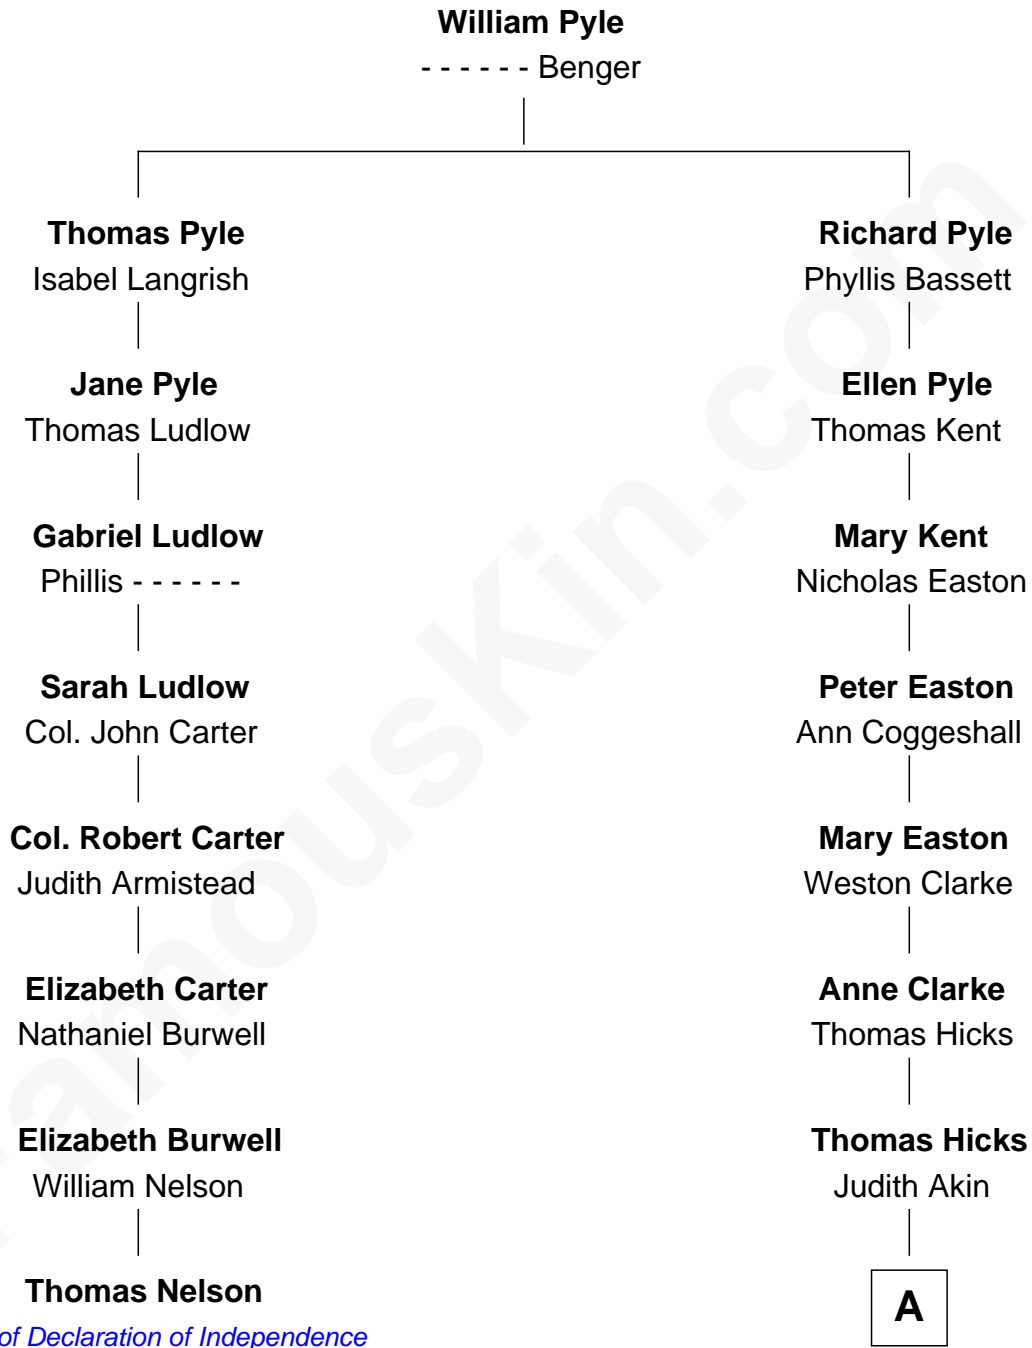 William Pyle
- - - - - - Benger
Thomas Pyle
Isabel Langrish
Richard Pyle
Phyllis Bassett
Jane Pyle
Thomas Ludlow
Ellen Pyle
Thomas Kent
Gabriel Ludlow
Phillis - - - - - -
Mary Kent
Nicholas Easton
Sarah Ludlow
Col. John Carter
Peter Easton
Ann Coggeshall
Col. Robert Carter
Judith Armistead
Mary Easton
Weston Clarke
Elizabeth Carter
Nathaniel Burwell
Anne Clarke
Thomas Hicks
Elizabeth Burwell
William Nelson
Thomas Hicks
Judith Akin
Thomas Nelson
of Declaration of Independence
A
FamousKin.com